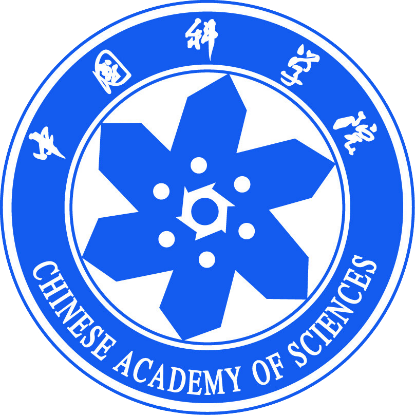 中国科学院
CHINESE ACADEMY OF SCIENCES